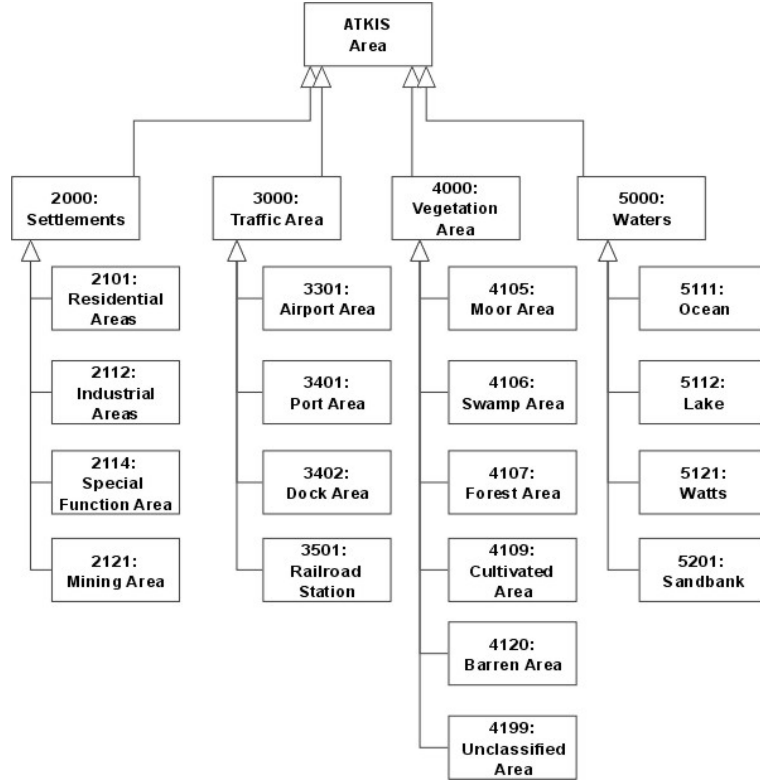 ATKIS
Area
2000:
Settlements
3000:
Traffic Area
4000:
Vegetation
Area
5000:
Waters
2101:
Residential
Areas
2112:
Industrial
Areas
2114:
Special
Function Area
2121:
Mining Area
3301:
Airport Area
3401:
Port Area
3402:
Dock Area
3501:
Railroad
Station
4105:
Moor Area
4106:
Swamp Area
4107:
Forest Area
4109:
Cultivated
Area
4120:
Barren Area
4199:
Unclassified
Area
5111:
Ocean
5112:
Lake
5121:
Watts
5201:
Sandbank